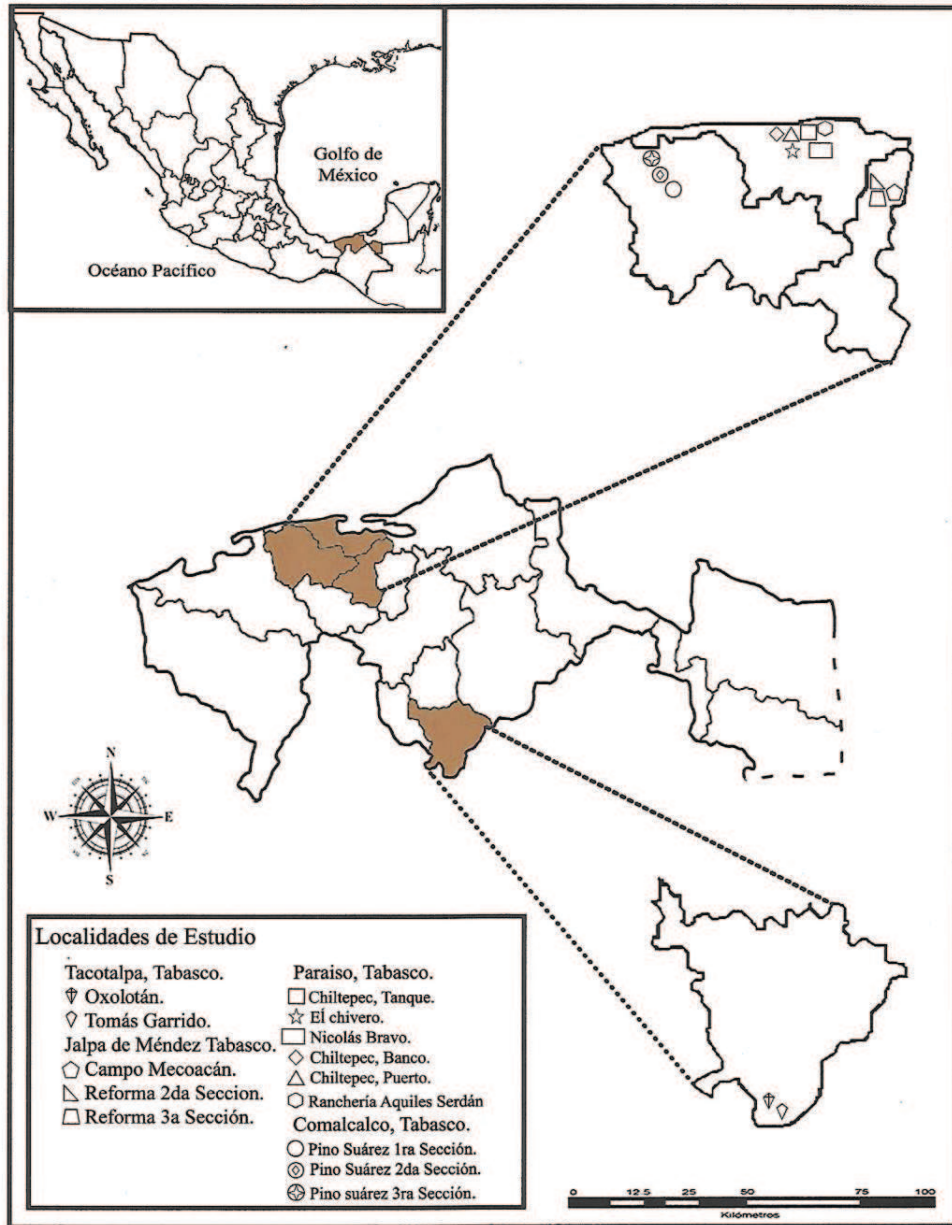 Golfo de
México
Océano Pacífico
N
W
E
S
Localidades de Estudio
Tacotalpa, Tabasco.
Oxolotán.
Tomás Garrido.
Jalpa de Méndez Tabasco.
Campo Mecoacán.
Reforma 2da Seccion.
Reforma 3a Sección.
Paraiso, Tabasco.
Chiltepec, Tanque.
El chivero.
Nicolás Bravo.
Chiltepec, Banco.
Chiltepec, Puerto.
Ranchería Aquiles Serdán
Comalcalco, Tabasco.
Pino Suárez 1ra Sección.
Pino Suárez 2da Sección.
Pino suárez 3ra Sección.
0 12.5 25 50 75 100
Kilómetros